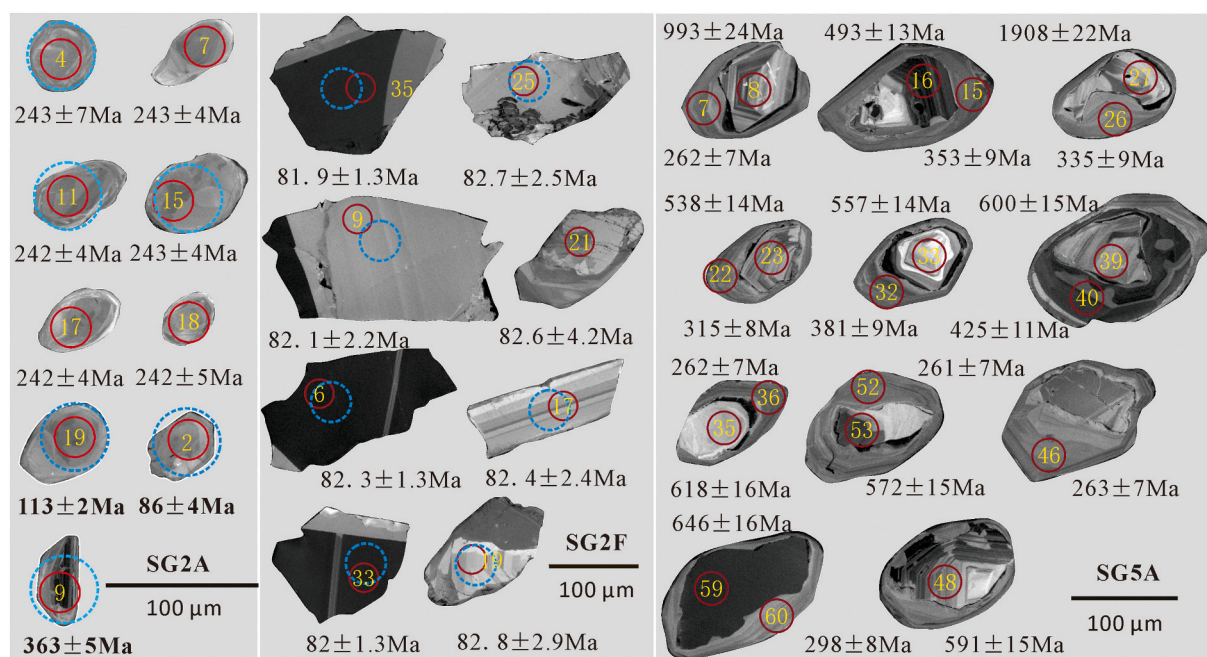 4
7
243±7Ma 243±4Ma
11
15
242±4Ma 243±4Ma
17
18
242±4Ma 242±5Ma
19
2
113±2Ma 86±4Ma
9
SG2A
100 μm
363±5Ma
35
25
81.9±1.3Ma 82.7±2.5Ma
9
21
82.1±2.2Ma 82.6±4.2Ma
6
17
82.3±1.3Ma 82.4±2.4Ma
33
19
SG2F
100 μm
82±1.3Ma 82.8±2.9Ma
993±24Ma 493±13Ma 1908±22Ma
7
8
16
15
27
26
262±7Ma 353±9Ma 335±9Ma
538±14Ma 557±14Ma 600±15Ma
22
23
33
32
39
40
315±8Ma 381±9Ma 425±11Ma
262±7Ma 261±7Ma
35
36
52
53
46
618±16Ma 572±15Ma 263±7Ma
646±16Ma
59
60
48
SG5A
100 μm
298±8Ma 591±15Ma